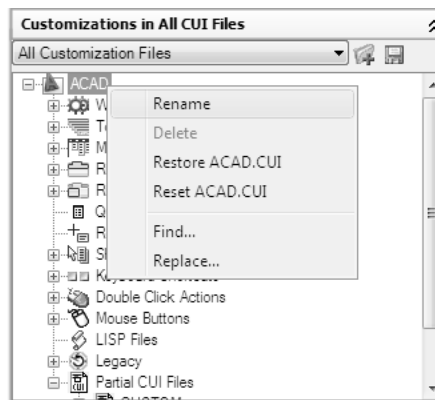 Customizations in All CUI Files
All Customization Files
ACAD
Rename
Delete
Restore ACAD.CUI
Reset ACAD.CUI
Find...
Replace...
Double Click Actions
Mouse Buttons
LISP Files
Legacy
Partial CUI Files
CUSTOM